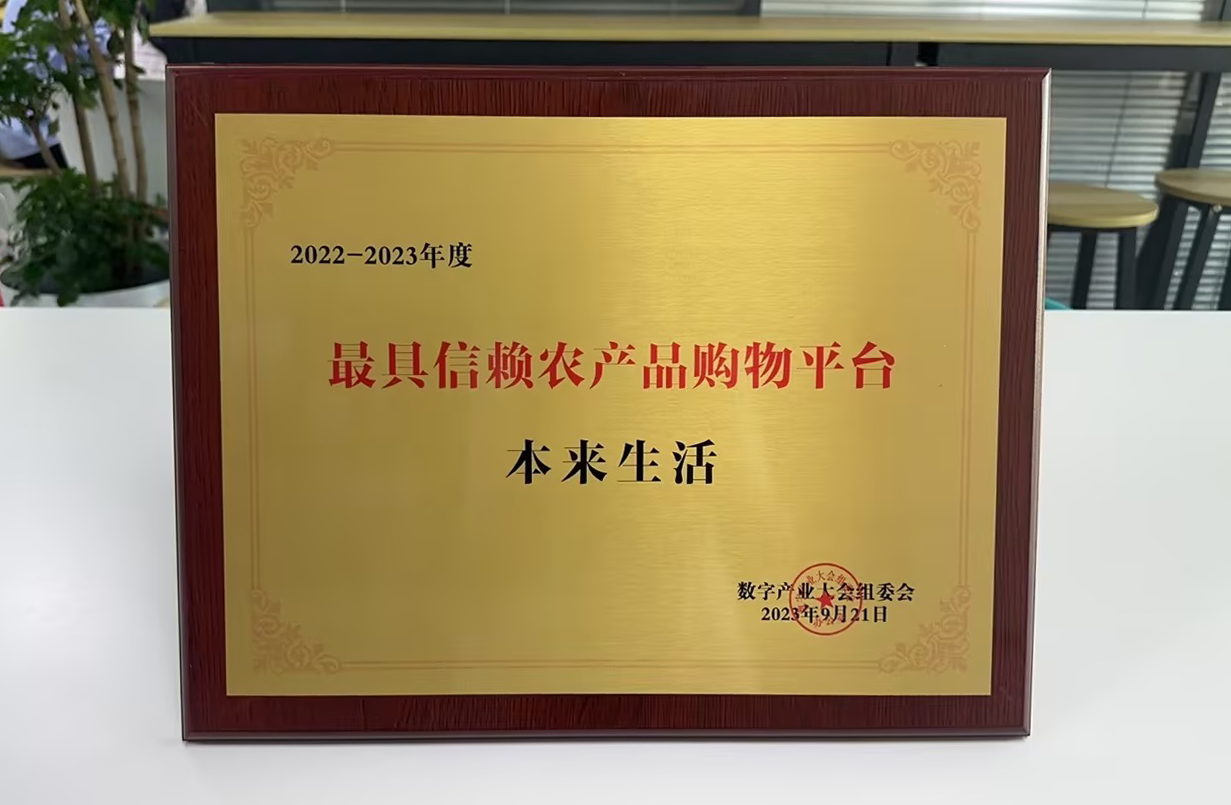 2022-2023年度
最具信赖农产品购物平台
本来生活
数字产业大会组委会
2023年9月21日